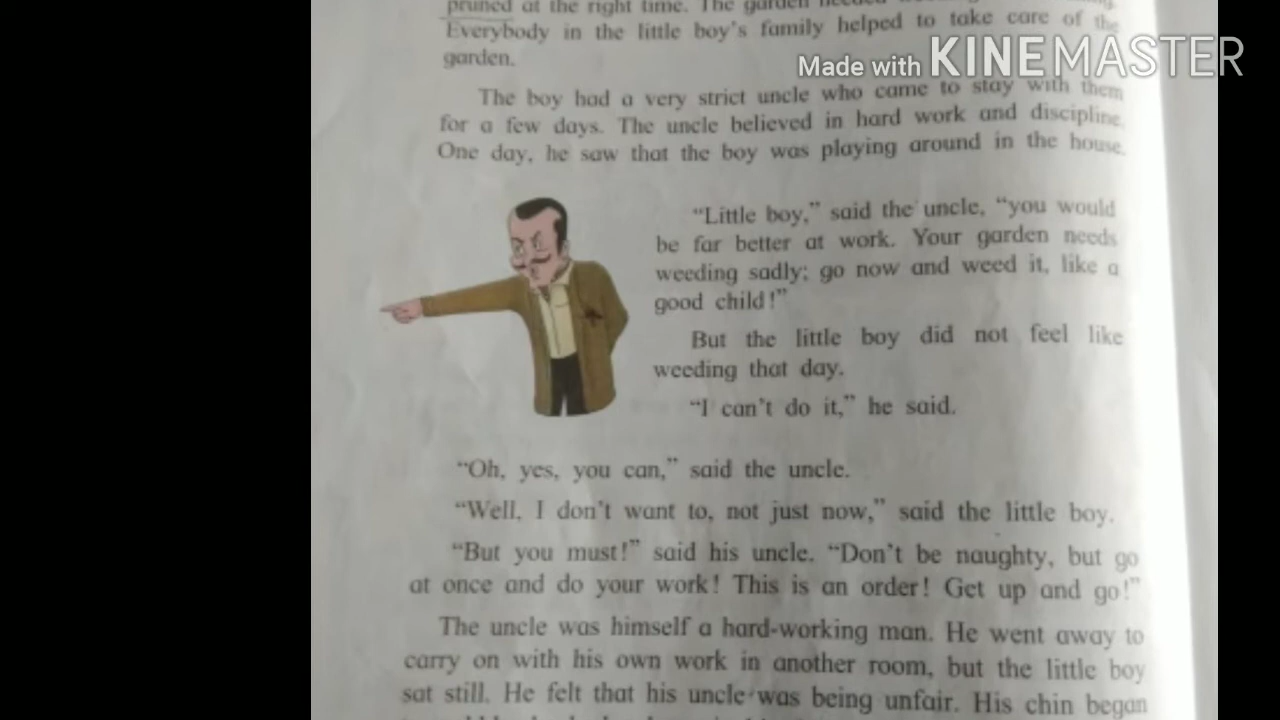 pruned at the right time. The garden needed
Everybody in the little boy's family helped to take care of the
garden.
Made with KINEMASTER
The boy had a very strict uncle who came to stay with them
for a few days. The uncle believed in hard work and discipline.
One day, he saw that the boy was playing around in the house.
“Little boy,” said the uncle, “you would
be far better at work. Your garden needs
weeding sadly; go now and weed it, like a
good child!”
But the little boy did not feel like
weeding that day.
“I can't do it,” he said.
“Oh, yes, you can,” said the uncle.
“Well, I don't want to, not just now,” said the little boy.
“But you must!” said his uncle. “Don't be naughty, but go
at once and do your work! This is an order! Get up and go!”
The uncle was himself a hard-working man. He went away to
carry on with his own work in another room, but the little boy
sat still. He felt that his uncle was being unfair. His chin began